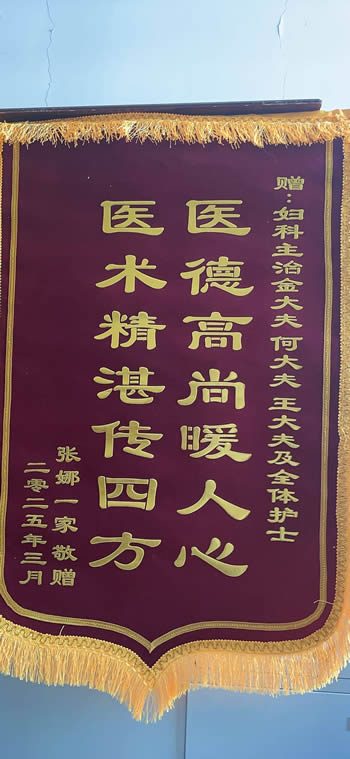 赠：妇科主治金大夫 何大夫 王大夫及全体护士
医德高尚暖人心
医术精湛传四方
张娜一家敬赠
二零二五年三月